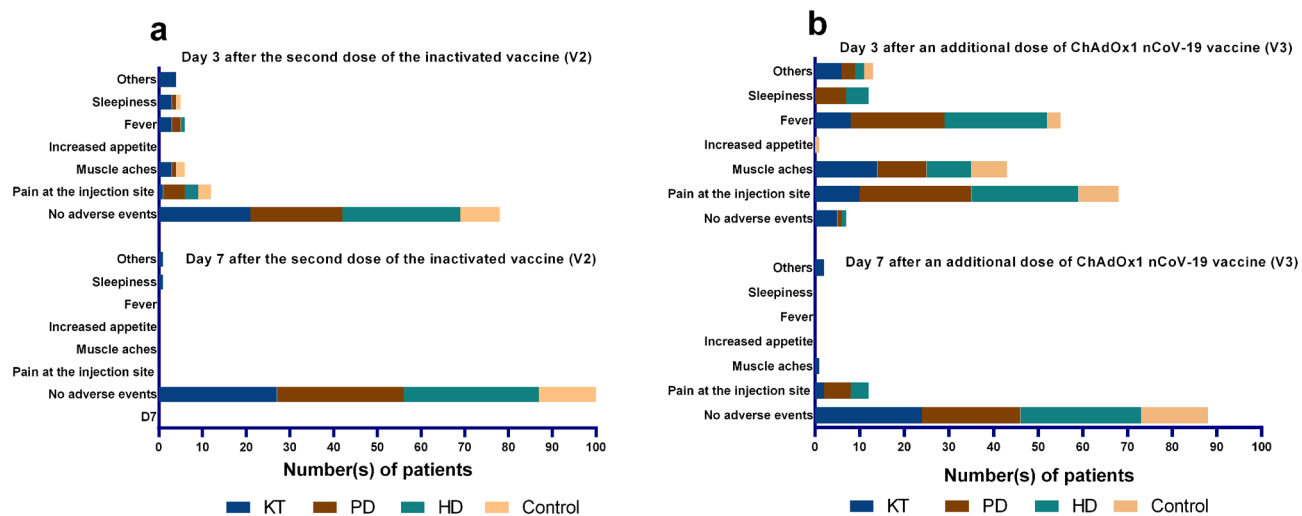 a
Day 3 after the second dose of the inactivated vaccine (V2)
Others
Sleepiness
Fever
Increased appetite
Muscle aches
Pain at the injection site
No adverse events
Day 7 after the second dose of the inactivated vaccine (V2)
Others
Sleepiness
Fever
Increased appetite
Muscle aches
Pain at the injection site
No adverse events
D7
0 10 20 30 40 50 60 70 80 90 100
Number(s) of patients
KT PD HD Control
b
Day 3 after an additional dose of ChAdOx1 nCoV-19 vaccine (V3)
Others
Sleepiness
Fever
Increased appetite
Muscle aches
Pain at the injection site
No adverse events
Day 7 after an additional dose of ChAdOx1 nCoV-19 vaccine (V3)
Others
Sleepiness
Fever
Increased appetite
Muscle aches
Pain at the injection site
No adverse events
0 10 20 30 40 50 60 70 80 90 100
Number(s) of patients
KT PD HD Control